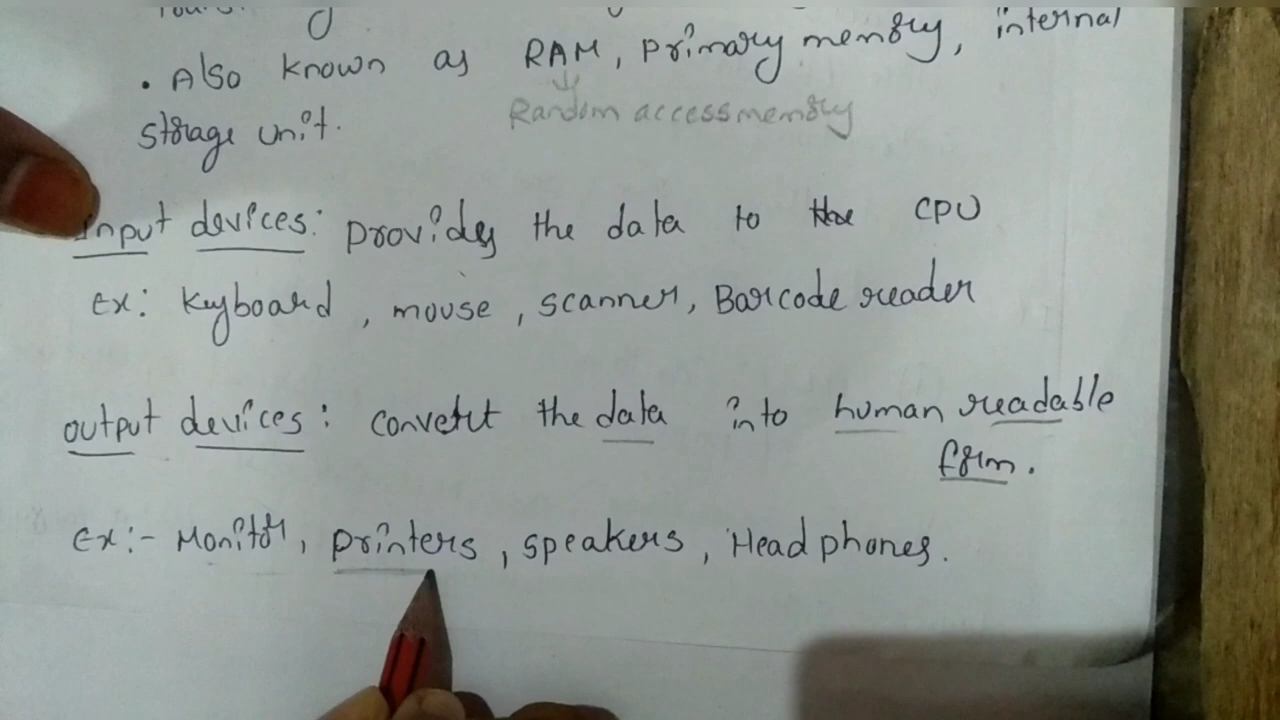 • Also known as RAM, primary memory, internal
Random access memory
storage unit.
Input devices: provides the data to the CPU
Ex: Keyboard, mouse, scanner, Barcode reader
output devices: convert the data into human readable
form.
Ex:- Monitor, printers, speakers, Headphones.